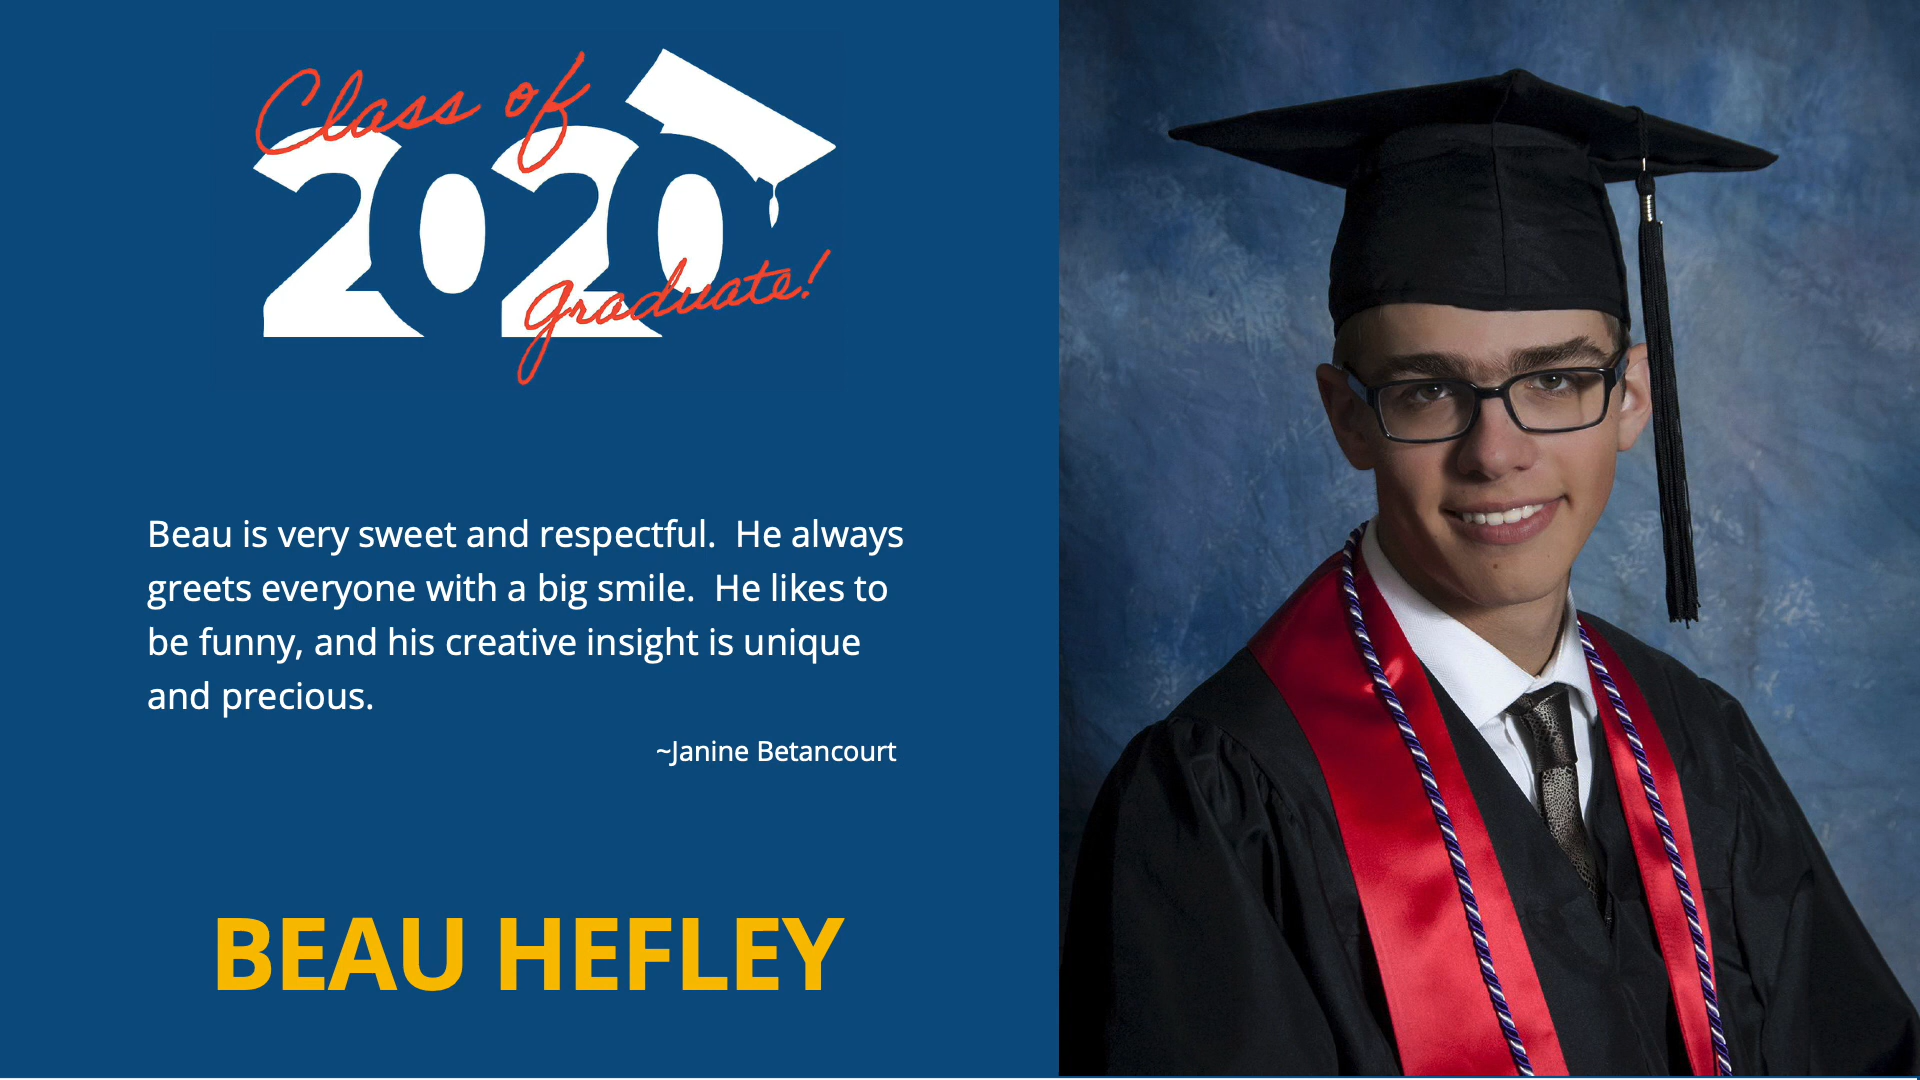 Class of
2020
graduate!
Beau is very sweet and respectful.  He always
greets everyone with a big smile.  He likes to
be funny, and his creative insight is unique
and precious.
~Janine Betancourt
BEAU HEFLEY